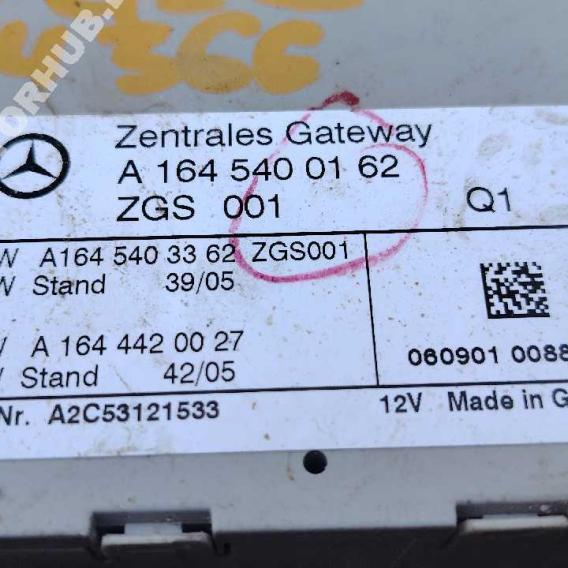 Zentrales Gateway
A 164 540 01 62
ZGS 001 Q1
W A164 540 33 62 ZGS001
W Stand 39/05
A 164 442 00 27
Stand 42/05
060901 0088
Nr. A2C53121533 12V Made in G